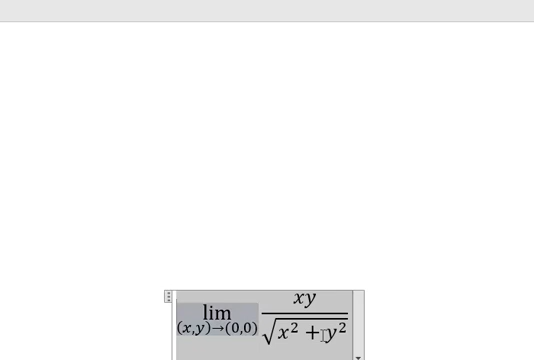 lim (x,y)→(0,0) xy / √(x² + y²)